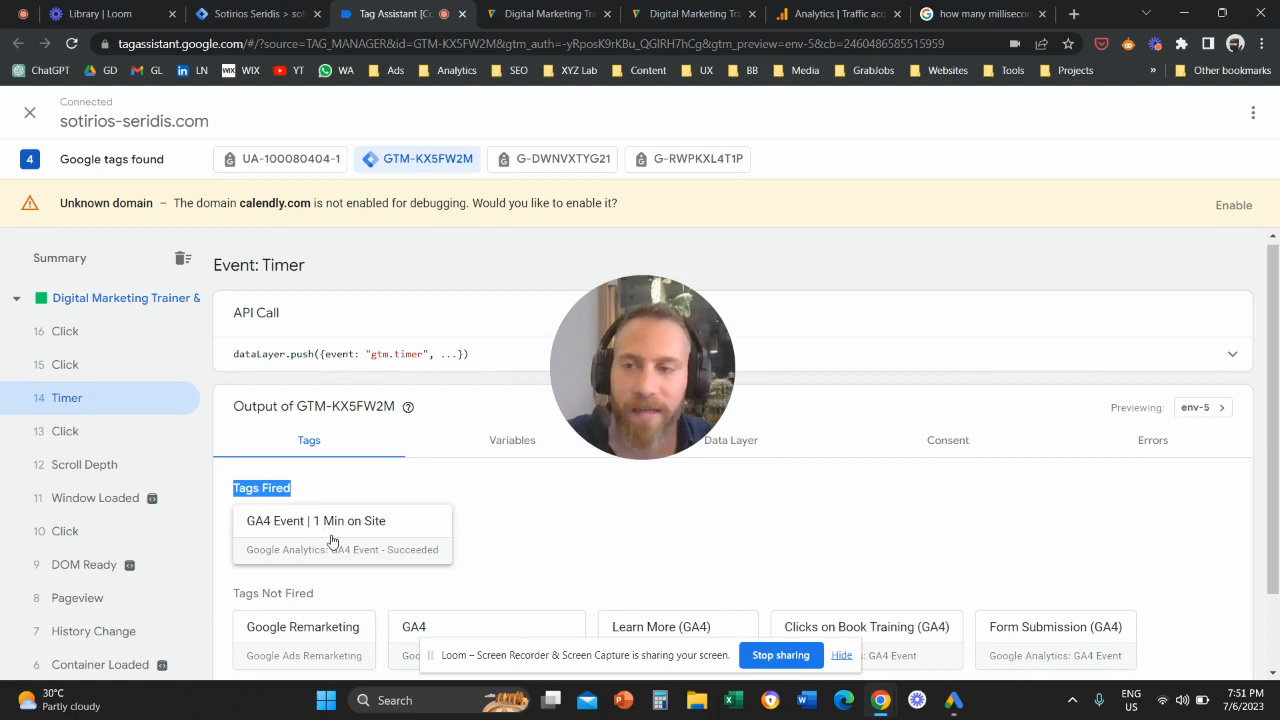 Library | Loom
Sotirios Seridis > sot
Tag Assistant [Co
Digital Marketing Tra
Digital Marketing Tra
Analytics | Traffic acq
how many millisecon
tagassistant.google.com/#/?source=TAG_MANAGER&id=GTM-KX5FW2M&gtm_auth=-yRposK9rKBu_QGlRH7hCg&gtm_preview=env-5&cb=2460486585515959
ChatGPT GD GL LN WIX YT WA Ads Analytics SEO XYZ Lab Content UX BB Media GrabJobs Websites Tools Projects » Other bookmarks
Connected
sotirios-seridis.com
4 Google tags found UA-100080404-1 GTM-KX5FW2M G-DWNVXTYG21 G-RWPKXL4T1P
Unknown domain – The domain calendly.com is not enabled for debugging. Would you like to enable it? Enable
Summary
Digital Marketing Trainer &
16 Click
15 Click
14 Timer
13 Click
12 Scroll Depth
11 Window Loaded
10 Click
9 DOM Ready
8 Pageview
7 History Change
6 Container Loaded
Event: Timer
API Call
dataLayer.push({event: "gtm.timer", ...})
Output of GTM-KX5FW2M
Previewing: env-5
Tags Variables Data Layer Consent Errors
Tags Fired
GA4 Event | 1 Min on Site
Google Analytics: GA4 Event - Succeeded
Tags Not Fired
Google Remarketing GA4 Learn More (GA4) Clicks on Book Training (GA4) Form Submission (GA4)
Google Ads Remarketing Goo s: GA4 Event Google Analytics: GA4 Event
Loom – Screen Recorder & Screen Capture is sharing your screen. Stop sharing Hide
30°C
Partly cloudy
Search
ENG
US
7:51 PM
7/6/2023